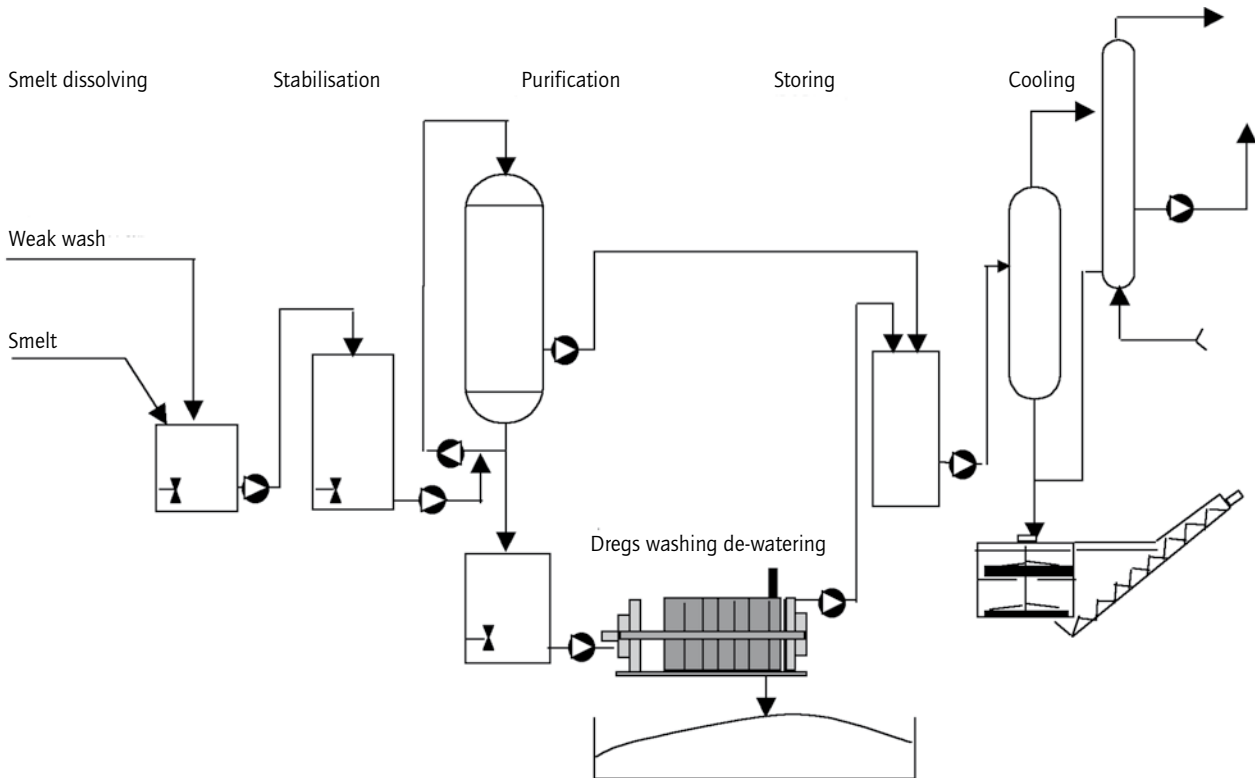 Smelt dissolving
Stabilisation
Purification
Storing
Cooling
Weak wash
Smelt
Dregs washing de-watering